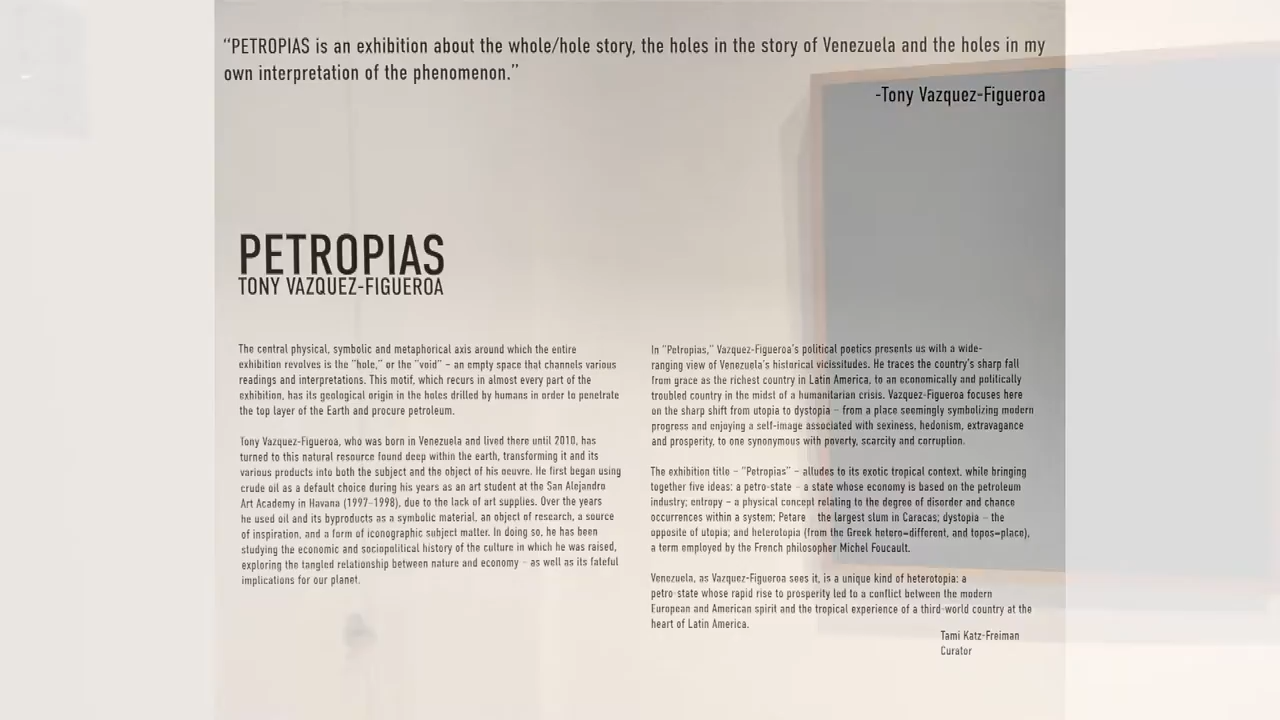 “PETROPIAS is an exhibition about the whole/hole story, the holes in the story of Venezuela and the holes in my
own interpretation of the phenomenon.”
-Tony Vazquez-Figueroa
PETROPIAS
TONY VAZQUEZ-FIGUEROA
The central physical, symbolic and metaphorical axis around which the entire
exhibition revolves is the “hole,” or the “void” – an empty space that channels various
readings and interpretations. This motif, which recurs in almost every part of the
exhibition, has its geological origin in the holes drilled by humans in order to penetrate
the top layer of the Earth and procure petroleum.
Tony Vazquez-Figueroa, who was born in Venezuela and lived there until 2010, has
turned to this natural resource found deep within the earth, transforming it and its
various products into both the subject and the object of his oeuvre. He first began using
crude oil as a default choice during his years as an art student at the San Alejandro
Art Academy in Havana (1997-1998), due to the lack of art supplies. Over the years
he used oil and its byproducts as a symbolic material, an object of research, a source
of inspiration, and a form of iconographic subject matter. In doing so, he has been
studying the economic and sociopolitical history of the culture in which he was raised,
exploring the tangled relationship between nature and economy – as well as its fateful
implications for our planet.
In “Petropias,” Vazquez-Figueroa’s political poetics presents us with a wide-
ranging view of Venezuela’s historical vicissitudes. He traces the country’s sharp fall
from grace as the richest country in Latin America, to an economically and politically
troubled country in the midst of a humanitarian crisis. Vazquez-Figueroa focuses here
on the sharp shift from utopia to dystopia – from a place seemingly symbolizing modern
progress and enjoying a self-image associated with sexiness, hedonism, extravagance
and prosperity, to one synonymous with poverty, scarcity and corruption.
The exhibition title – “Petropias” – alludes to its exotic tropical context, while bringing
together five ideas: a petro-state – a state whose economy is based on the petroleum
industry; entropy – a physical concept relating to the degree of disorder and chance
occurrences within a system; Petare – the largest slum in Caracas; dystopia – the
opposite of utopia; and heterotopia (from the Greek hetero=different, and topos=place),
a term employed by the French philosopher Michel Foucault.
Venezuela, as Vazquez-Figueroa sees it, is a unique kind of heterotopia: a
petro-state whose rapid rise to prosperity led to a conflict between the modern
European and American spirit and the tropical experience of a third-world country at the
heart of Latin America.
Tami Katz-Freiman
Curator